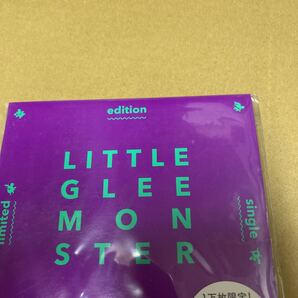 edition
LITTLE
GLEE
MON
STER
limited
single
1万枚限定!